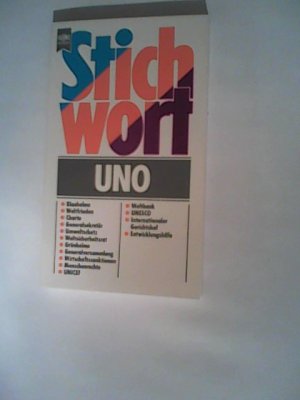 Stich
wort
UNO
Blauhelme
Weltfrieden
Charta
Generalsekretär
Umweltschutz
Weltsicherheitsrat
Grünhelme
Generalversammlung
Wirtschaftssanktionen
Menschenrechte
UNICEF
Weltbank
UNESCO
Internationaler
Gerichtshof
Entwicklungshilfe